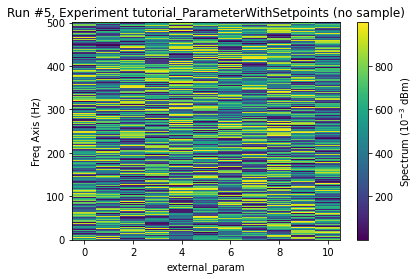 Run #5, Experiment tutorial_ParameterWithSetpoints (no sample)
500
400
300
200
100
0
Freq Axis (Hz)
0 2 4 6 8 10
external_param
800
600
400
200
Spectrum (10⁻³ dBm)